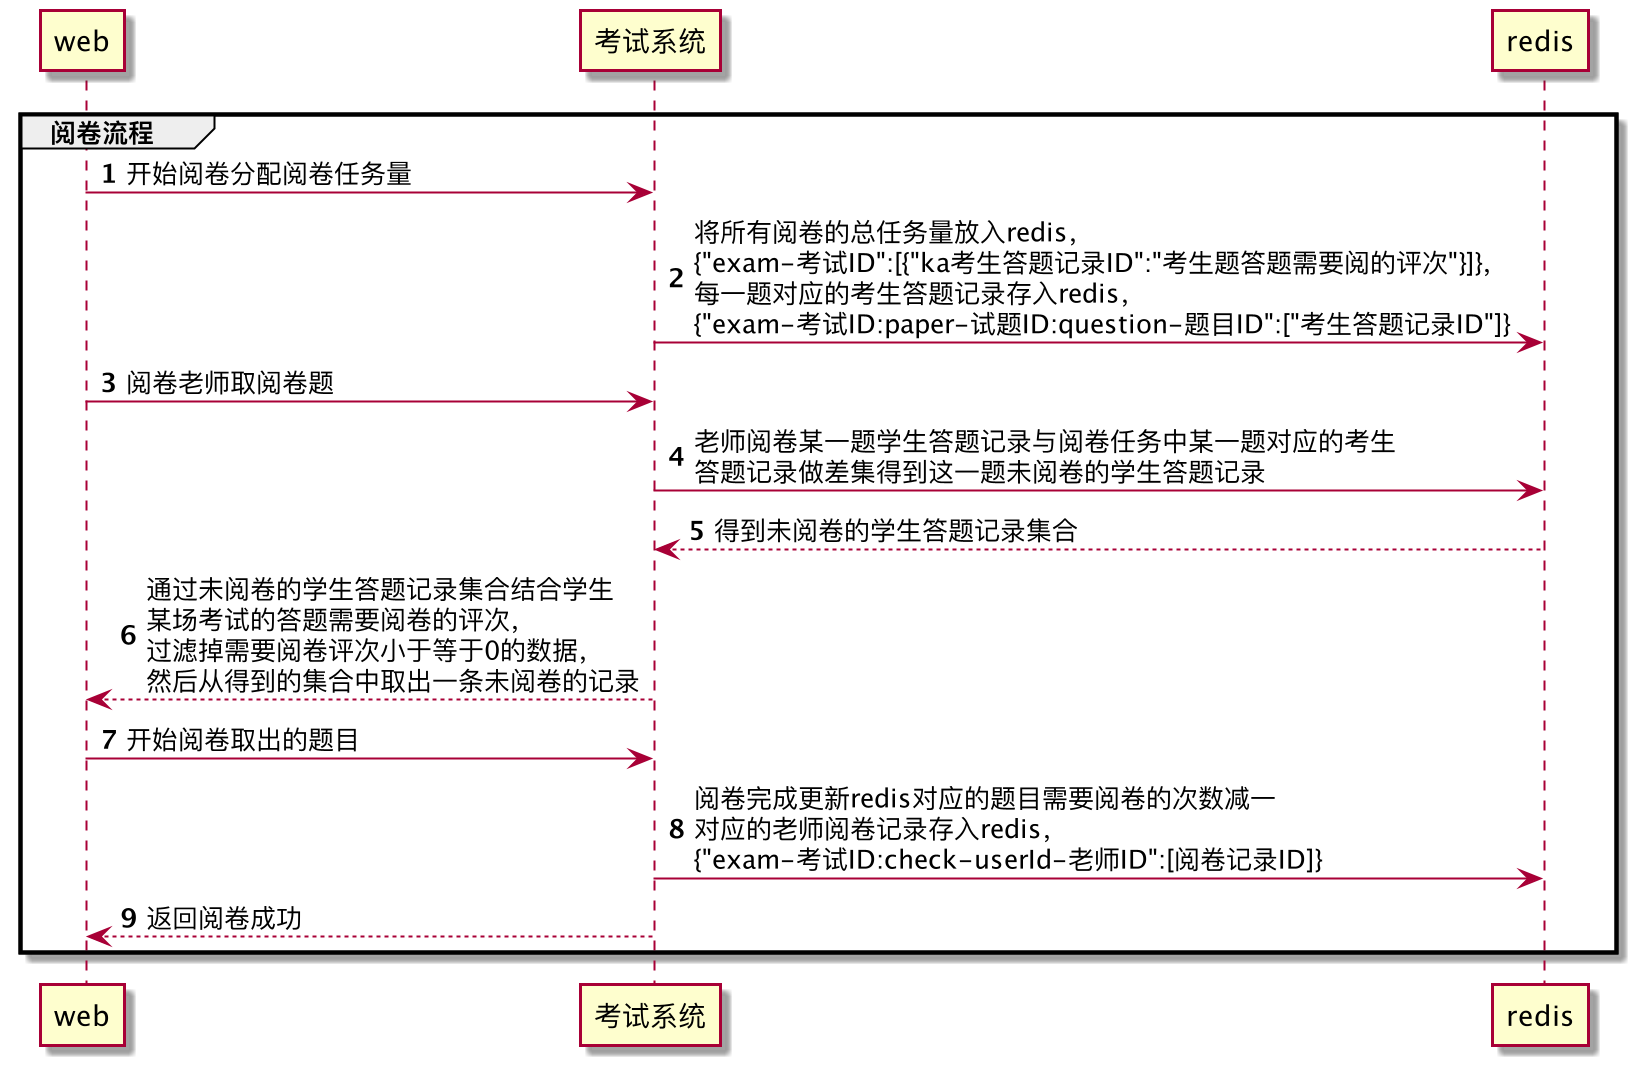 web
考试系统
redis
阅卷流程
1 开始阅卷分配阅卷任务量
将所有阅卷的总任务量放入redis，
2 {"exam-考试ID":[{"ka考生答题记录ID":"考生题答题需要阅的评次"}]}，
每一题对应的考生答题记录存入redis，
{"exam-考试ID:paper-试题ID:question-题目ID":["考生答题记录ID"]}
3 阅卷老师取阅卷题
4 老师阅卷某一题学生答题记录与阅卷任务中某一题对应的考生
答题记录做差集得到这一题未阅卷的学生答题记录
5 得到未阅卷的学生答题记录集合
通过未阅卷的学生答题记录集合结合学生
某场考试的答题需要阅卷的评次，
6 过滤掉需要阅卷评次小于等于0的数据，
然后从得到的集合中取出一条未阅卷的记录
7 开始阅卷取出的题目
阅卷完成更新redis对应的题目需要阅卷的次数减一
8 对应的老师阅卷记录存入redis，
{"exam-考试ID:check-userId-老师ID":[阅卷记录ID]}
9 返回阅卷成功
web
考试系统
redis